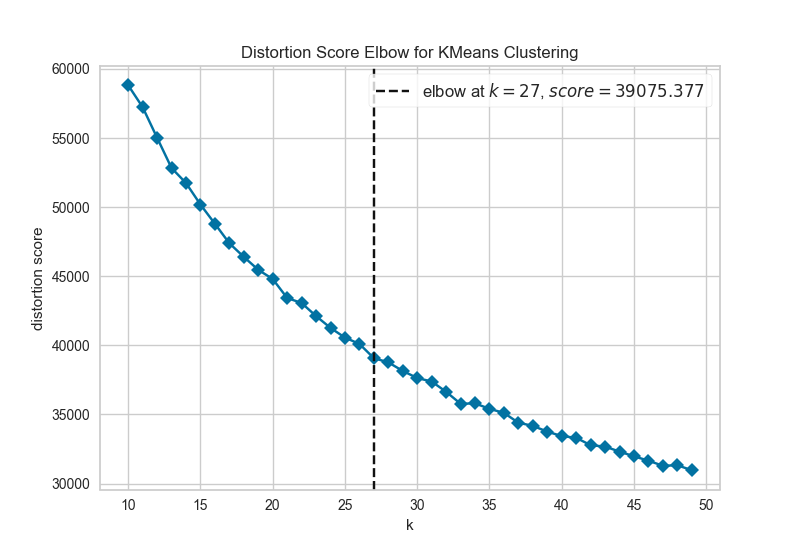 Distortion Score Elbow for KMeans Clustering
elbow at k = 27, score = 39075.377
distortion score
60000
55000
50000
45000
40000
35000
30000
10 15 20 25 30 35 40 45 50
k